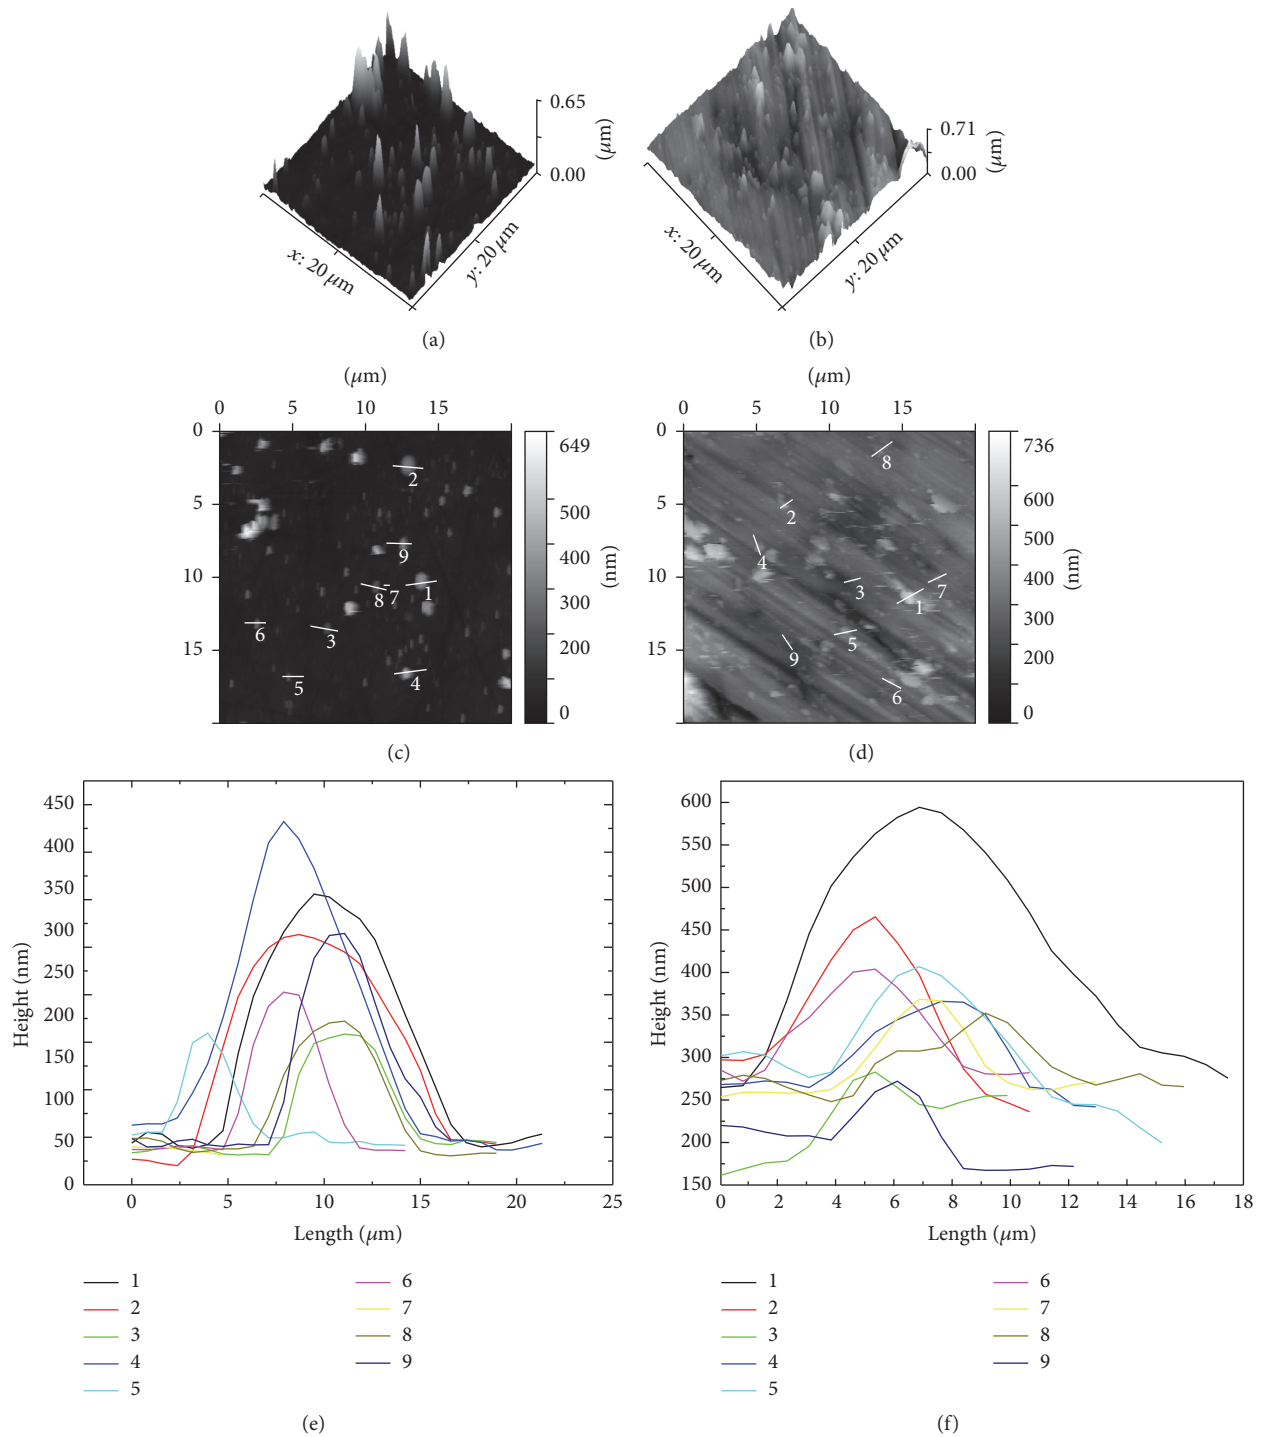 0.65
(μm)
0.00
x: 20 μm
y: 20 μm
(a)
0.71
(μm)
0.00
x: 20 μm
y: 20 μm
(b)
(μm)
0 5 10 15
0
5
10
15
2
9
8 7 1
6 3
5 4
649
500
400
300
200
0
(nm)
(c)
(μm)
0 5 10 15
0
5
10
15
8
2
4
3 7
1
5
9
6
736
600
500
400
300
200
0
(nm)
(d)
450
400
350
300
200
150
100
50
0
Height (nm)
0 5 10 15 20 25
Length (μm)
1
2
3
4
5
6
7
8
9
(e)
600
550
500
450
400
350
300
250
200
150
Height (nm)
0 2 4 6 8 10 12 14 16 18
Length (μm)
1
2
3
4
5
6
7
8
9
(f)